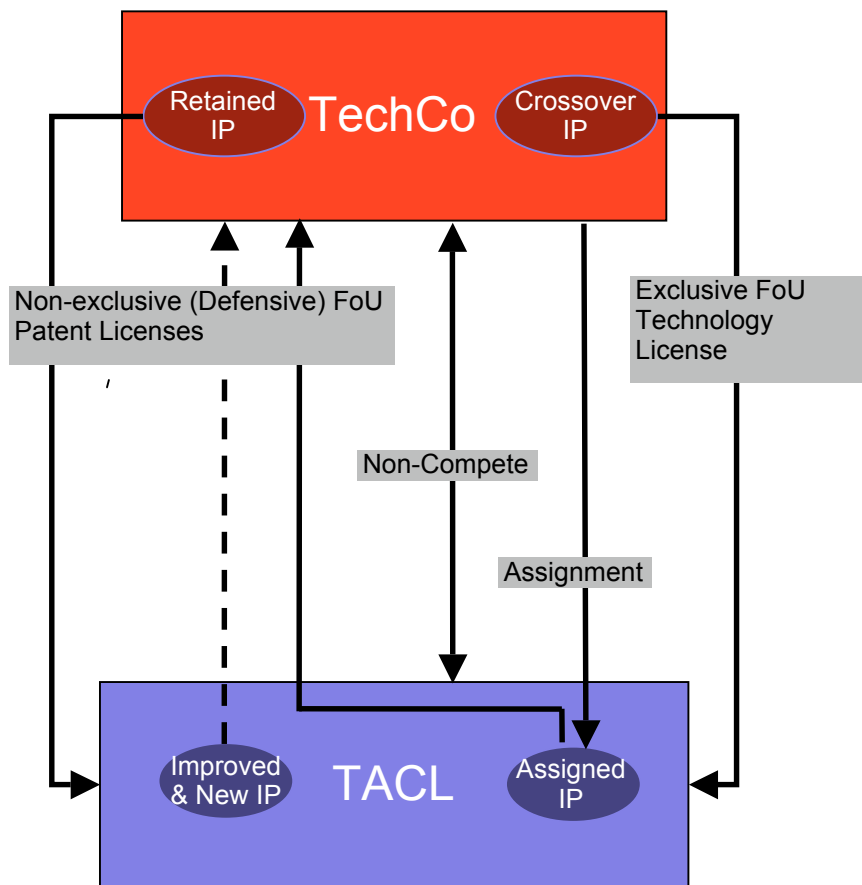 Retained
IP
TechCo
Crossover
IP
Non-exclusive (Defensive) FoU
Patent Licenses
Exclusive FoU
Technology
License
,
Non-Compete
Assignment
Improved
& New IP
TACL
Assigned
IP